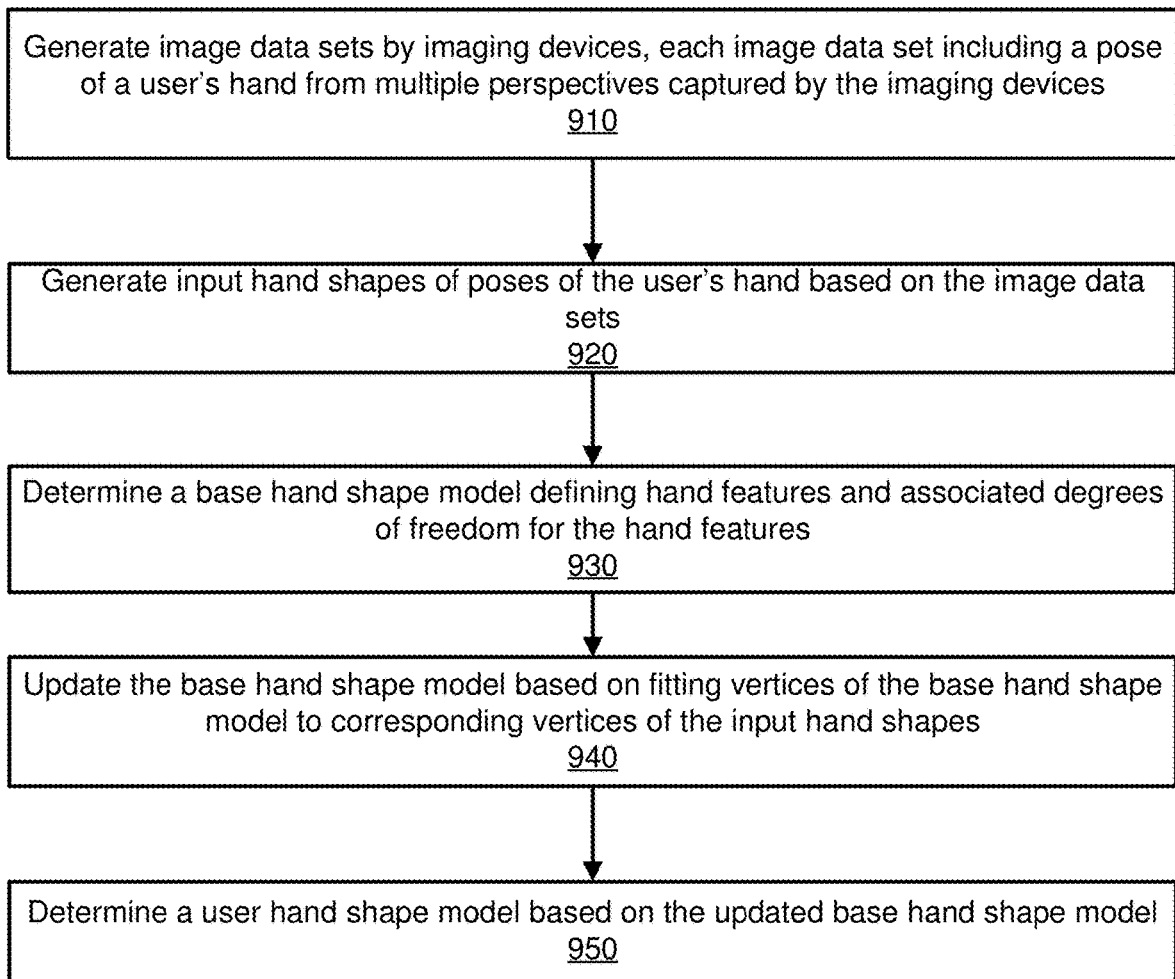 Generate image data sets by imaging devices, each image data set including a pose
of a user's hand from multiple perspectives captured by the imaging devices
910
Generate input hand shapes of poses of the user's hand based on the image data
sets
920
Determine a base hand shape model defining hand features and associated degrees
of freedom for the hand features
930
Update the base hand shape model based on fitting vertices of the base hand shape
model to corresponding vertices of the input hand shapes
940
Determine a user hand shape model based on the updated base hand shape model
950